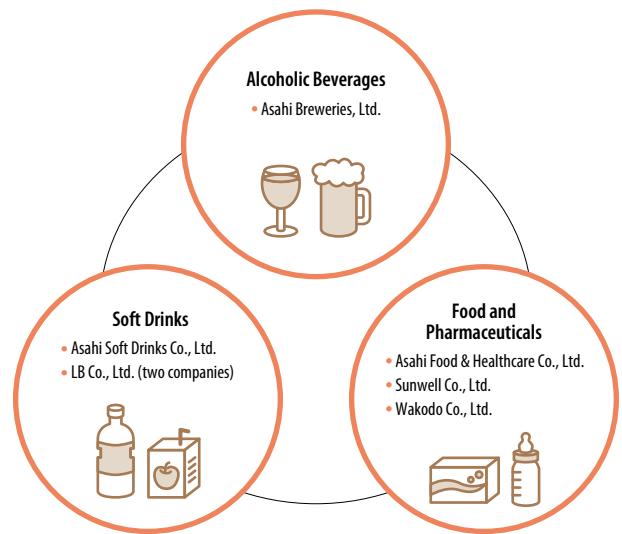 Alcoholic Beverages
• Asahi Breweries, Ltd.
Soft Drinks
• Asahi Soft Drinks Co., Ltd.
• LB Co., Ltd. (two companies)
Food and
Pharmaceuticals
• Asahi Food & Healthcare Co., Ltd.
• Sunwell Co., Ltd.
• Wakodo Co., Ltd.